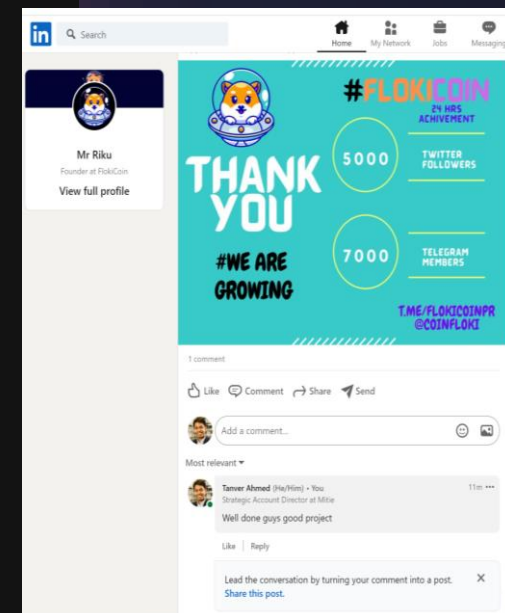 in
Search
Home
My Network
Jobs
Messaging
Mr Riku
Founder at FlokiCoin
View full profile
#FLOKICOIN
24 HRS
ACHIVEMENT
THANK
YOU
#WE ARE
GROWING
5000
TWITTER
FOLLOWERS
7000
TELEGRAM
MEMBERS
T.ME/FLOKICOINPR
@COINFLOKI
1 comment
Like Comment Share Send
Add a comment...
Most relevant
Tanver Ahmed (He/Him) • You 11m •••
Strategic Account Director at Mitie
Well done guys good project
Like | Reply
Lead the conversation by turning your comment into a post.
Share this post.